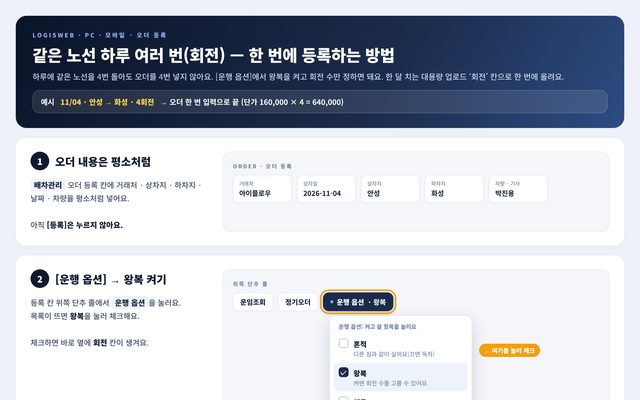 LOGISWEB · PC · 모바일 · 오더 등록
같은 노선 하루 여러 번(회전) — 한 번에 등록하는 방법
하루에 같은 노선을 4번 돌아도 오더를 4번 넣지 않아요. [운행 옵션]에서 왕복을 켜고 회전 수만 정하면 돼요. 한 달 치는 대용량 업로드 '회전' 칸으로 한 번에 올려요.
예시 11/04 · 안성 → 화성 · 4회전 → 오더 한 번 입력으로 끝 (단가 160,000 × 4 = 640,000)
1 오더 내용은 평소처럼
배차관리 오더 등록 칸에 거래처 · 상차지 · 하차지 ·
날짜 · 차량을 평소처럼 넣어요.
아직 [등록]은 누르지 않아요.
ORDER · 오더 등록
거래처 상차일 상차지 하차지 차량 · 기사
아이플로우 2026-11-04 안성 화성 박진용
2 [운행 옵션] → 왕복 켜기
등록 칸 위쪽 단추 줄에서 운행 옵션 을 눌러요.
목록이 뜨면 왕복을 눌러 체크해요.
체크하면 바로 옆에 회전 칸이 생겨요.
위쪽 단추 줄
운임조회 정기오더 운행 옵션 · 왕복
운행 옵션: 켜고 끌 항목을 눌러요
혼적
다른 짐과 같이 실어요(끄면 독차)
왕복
켜면 회전 수를 고를 수 있어요
← 여기를 눌러 체크